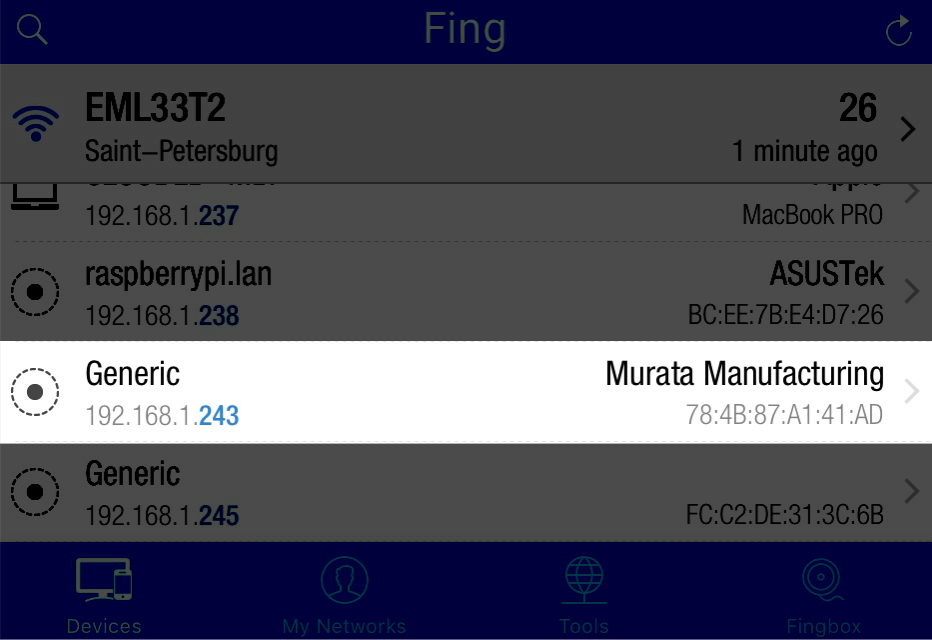 Fing
EML33T2
26
Saint–Petersburg
1 minute ago
Apple
192.168.1.237
MacBook PRO
raspberrypi.lan
ASUSTek
192.168.1.238
BC:EE:7B:E4:D7:26
Generic
Murata Manufacturing
192.168.1.243
78:4B:87:A1:41:AD
Generic
192.168.1.245
FC:C2:DE:31:3C:6B
Devices
My Networks
Tools
Fingbox